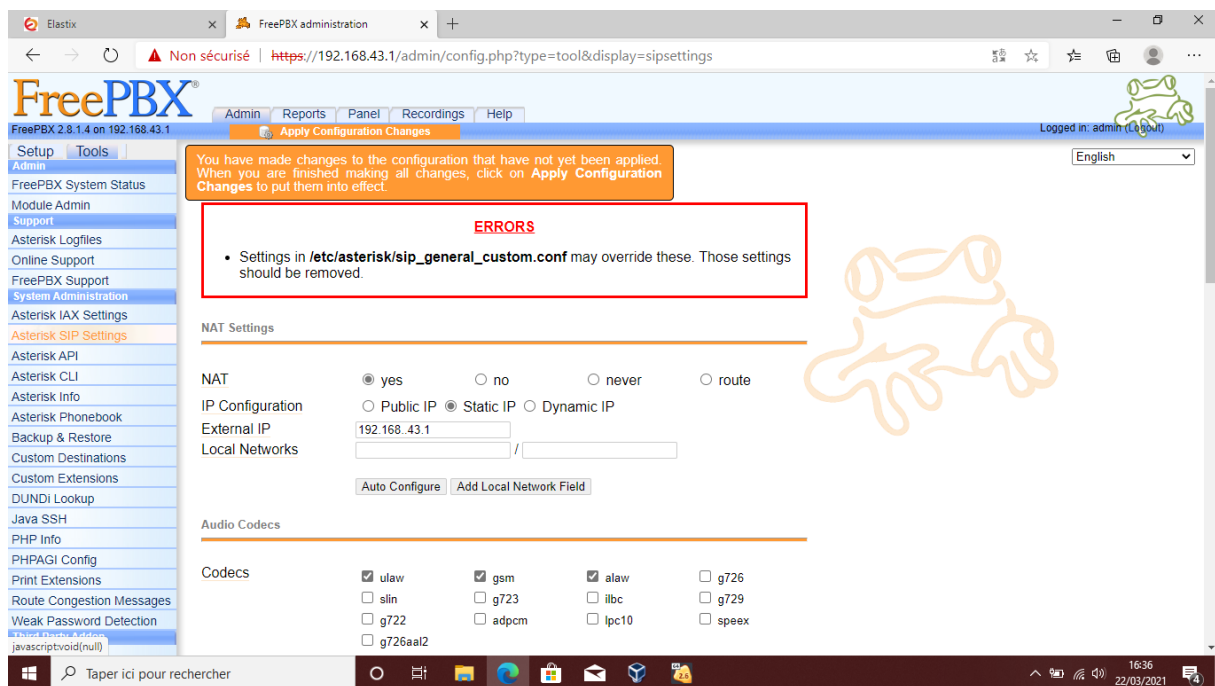 Elastix
FreePBX administration
Non sécurisé | https://192.168.43.1/admin/config.php?type=tool&display=sipsettings
FreePBX®
Admin Reports Panel Recordings Help
FreePBX 2.8.1.4 on 192.168.43.1
Apply Configuration Changes
Logged in: admin (Logout)
English
Setup Tools
Admin
FreePBX System Status
Module Admin
Support
Asterisk Logfiles
Online Support
FreePBX Support
System Administration
Asterisk IAX Settings
Asterisk SIP Settings
Asterisk API
Asterisk CLI
Asterisk Info
Asterisk Phonebook
Backup & Restore
Custom Destinations
Custom Extensions
DUNDi Lookup
Java SSH
PHP Info
PHPAGI Config
Print Extensions
Route Congestion Messages
Weak Password Detection
Third Party Addon
javascript:void(null)
You have made changes to the configuration that have not yet been applied.
When you are finished making all changes, click on Apply Configuration
Changes to put them into effect.
ERRORS
• Settings in /etc/asterisk/sip_general_custom.conf may override these. Those settings
should be removed.
NAT Settings
NAT yes no never route
IP Configuration Public IP Static IP Dynamic IP
External IP 192.168..43.1
Local Networks /
Auto Configure Add Local Network Field
Audio Codecs
Codecs ulaw gsm alaw g726
slin g723 ilbc g729
g722 adpcm lpc10 speex
g726aal2
Taper ici pour rechercher
16:36
22/03/2021